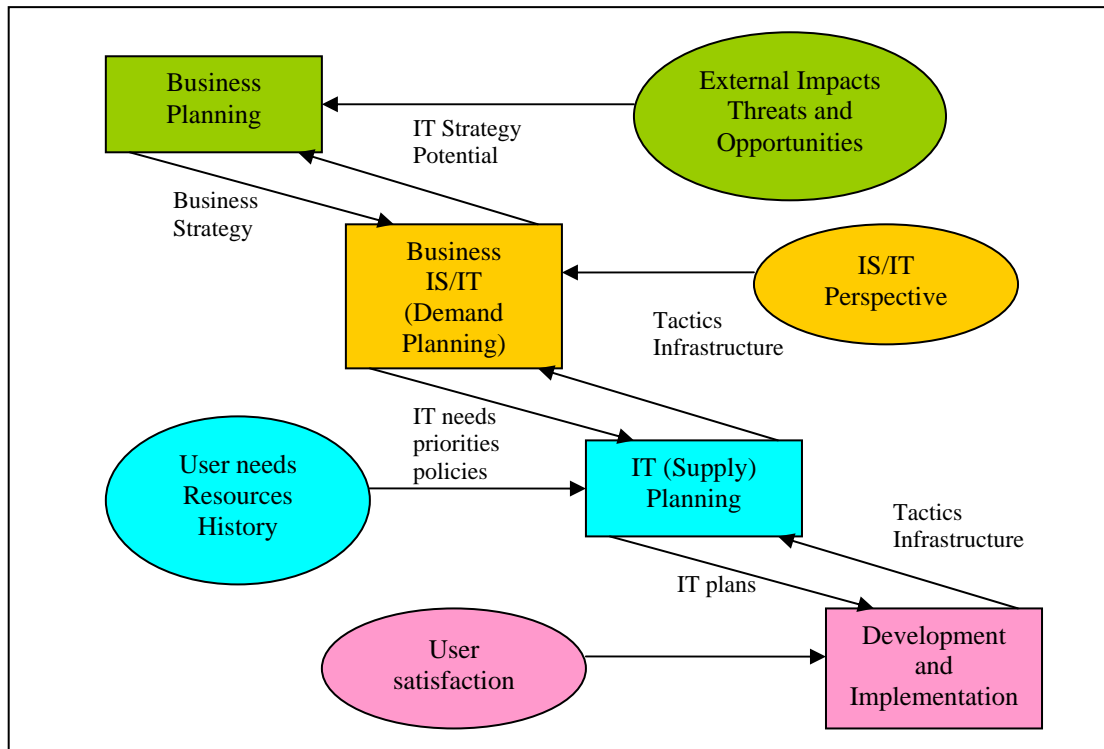 Business
Planning
External Impacts
Threats and
Opportunities
IT Strategy
Potential
Business
Strategy
Business
IS/IT
(Demand
Planning)
IS/IT
Perspective
Tactics
Infrastructure
IT needs
priorities
policies
User needs
Resources
History
IT (Supply)
Planning
Tactics
Infrastructure
IT plans
User
satisfaction
Development
and
Implementation